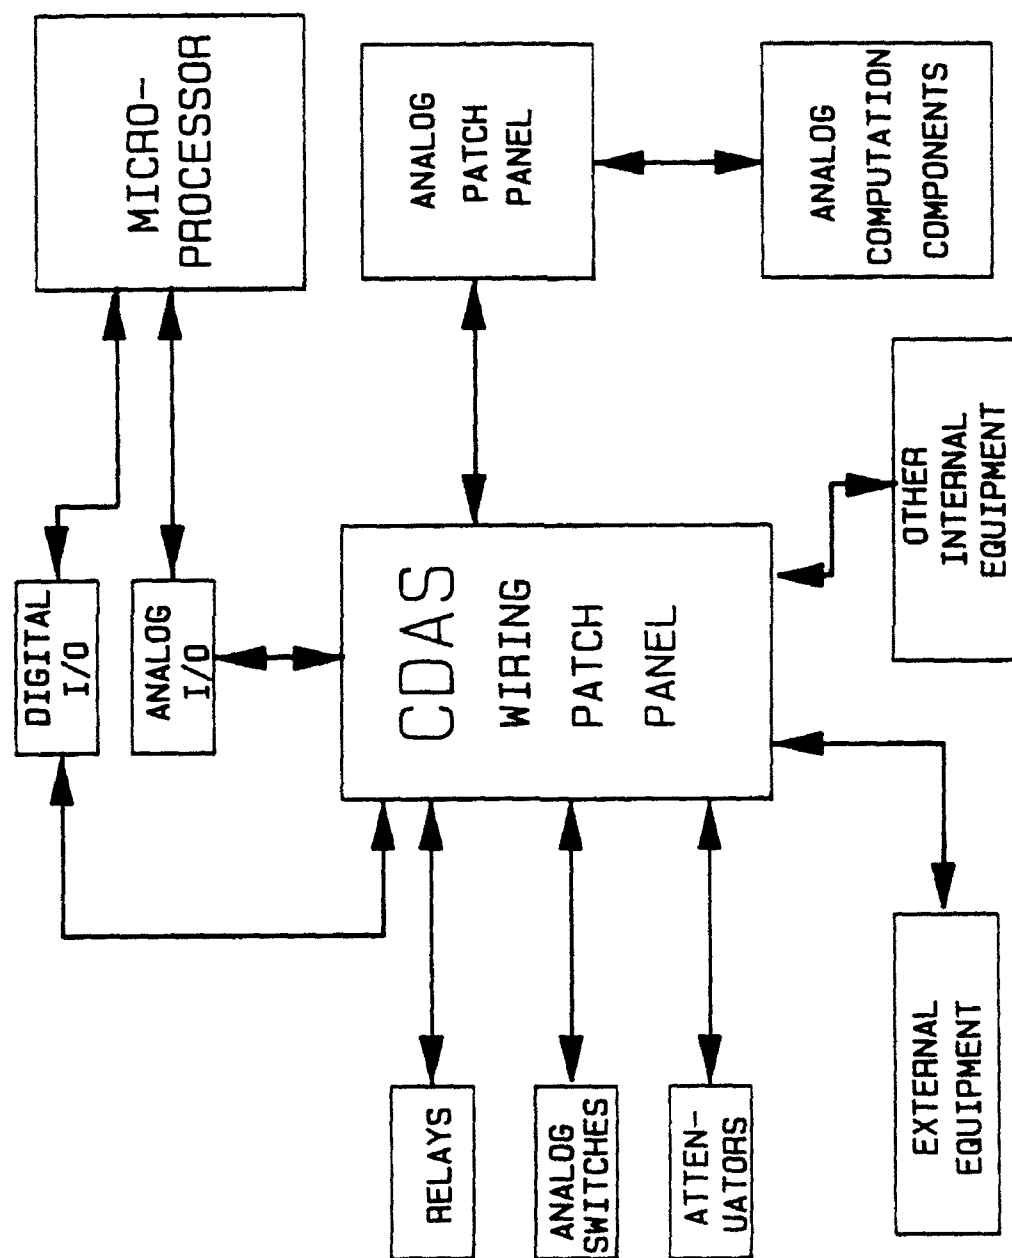 MICRO-
PROCESSOR
ANALOG
PATCH
PANEL
ANALOG
COMPUTATION
COMPONENTS
DIGITAL
I/O
ANALOG
I/O
CDAS
WIRING
PATCH
PANEL
OTHER
INTERNAL
EQUIPMENT
RELAYS
ANALOG
SWITCHES
ATTEN-
UATORS
EXTERNAL
EQUIPMENT